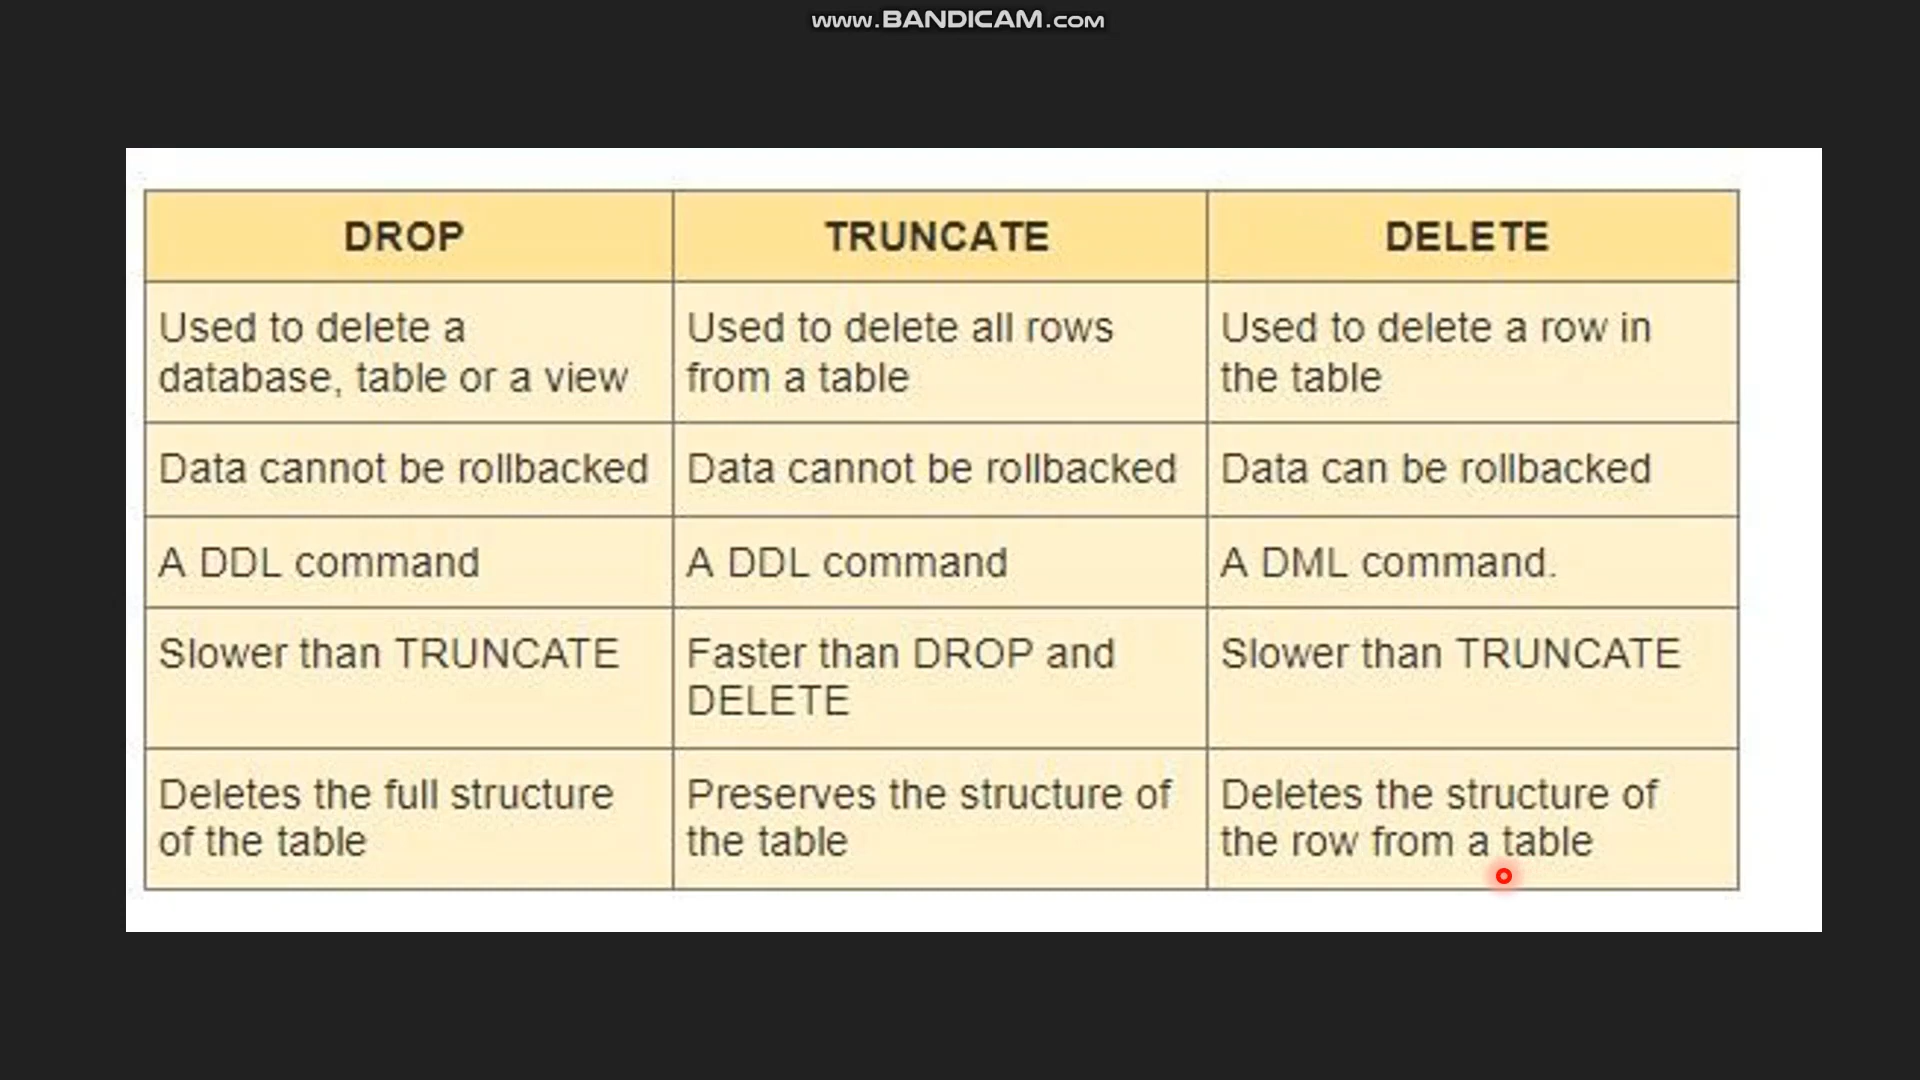 www.BANDICAM.com
DROP
TRUNCATE
DELETE
Used to delete a
database, table or a view
Used to delete all rows
from a table
Used to delete a row in
the table
Data cannot be rollbacked
Data cannot be rollbacked
Data can be rollbacked
A DDL command
A DDL command
A DML command.
Slower than TRUNCATE
Faster than DROP and
DELETE
Slower than TRUNCATE
Deletes the full structure
of the table
Preserves the structure of
the table
Deletes the structure of
the row from a table